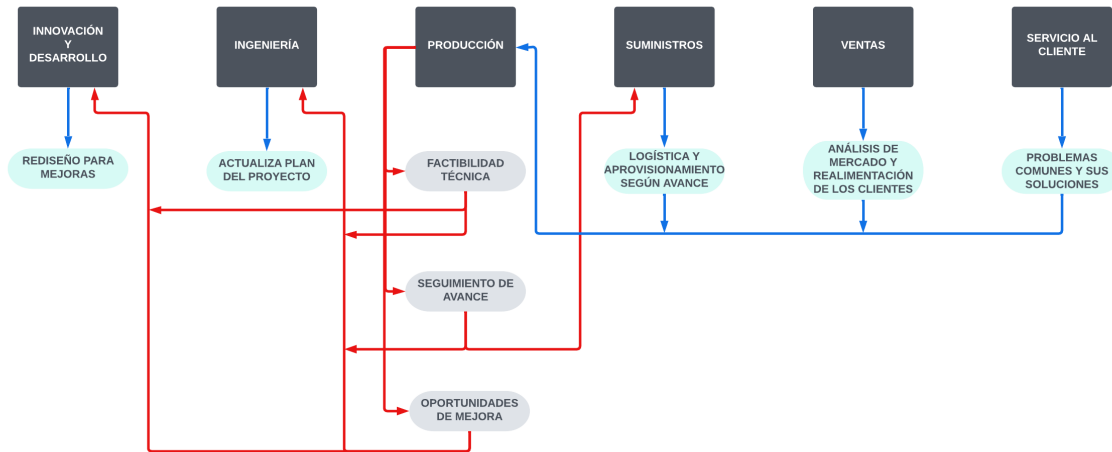 INNOVACIÓN
Y
DESARROLLO
INGENIERÍA
PRODUCCIÓN
SUMINISTROS
VENTAS
SERVICIO AL
CLIENTE
REDISEÑO PARA
MEJORAS
ACTUALIZA PLAN
DEL PROYECTO
FACTIBILIDAD
TÉCNICA
LOGÍSTICA Y
APROVISIONAMIENTO
SEGÚN AVANCE
ANÁLISIS DE
MERCADO Y
REALIMENTACIÓN
DE LOS CLIENTES
PROBLEMAS
COMUNES Y SUS
SOLUCIONES
SEGUIMIENTO DE
AVANCE
OPORTUNIDADES
DE MEJORA